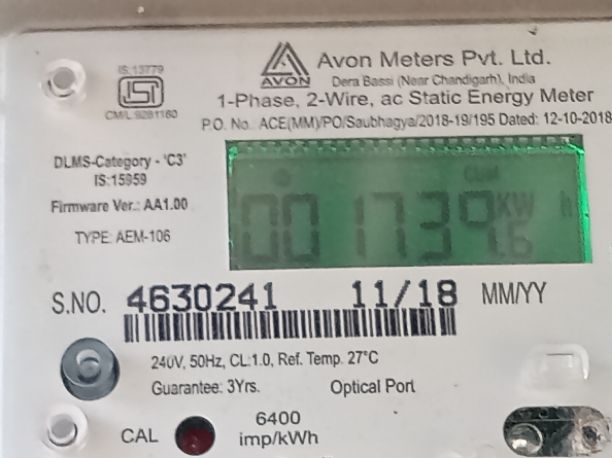 IS:13779
CM/L 9281160
AVON
Avon Meters Pvt. Ltd.
Dera Bassi (Near Chandigarh), India
1-Phase, 2-Wire, ac Static Energy Meter
P.O. No.: ACE(MM)/PO/Saubhagya/2018-19/195 Dated: 12-10-2018
DLMS-Category - 'C3'
IS:15959
Firmware Ver.: AA1.00
TYPE: AEM-106
CUM
001739.6 KW h
S.NO. 4630241 11/18 MM/YY
240V, 50Hz, CL:1.0, Ref. Temp. 27°C
Guarantee: 3Yrs. Optical Port
CAL 6400
imp/kWh